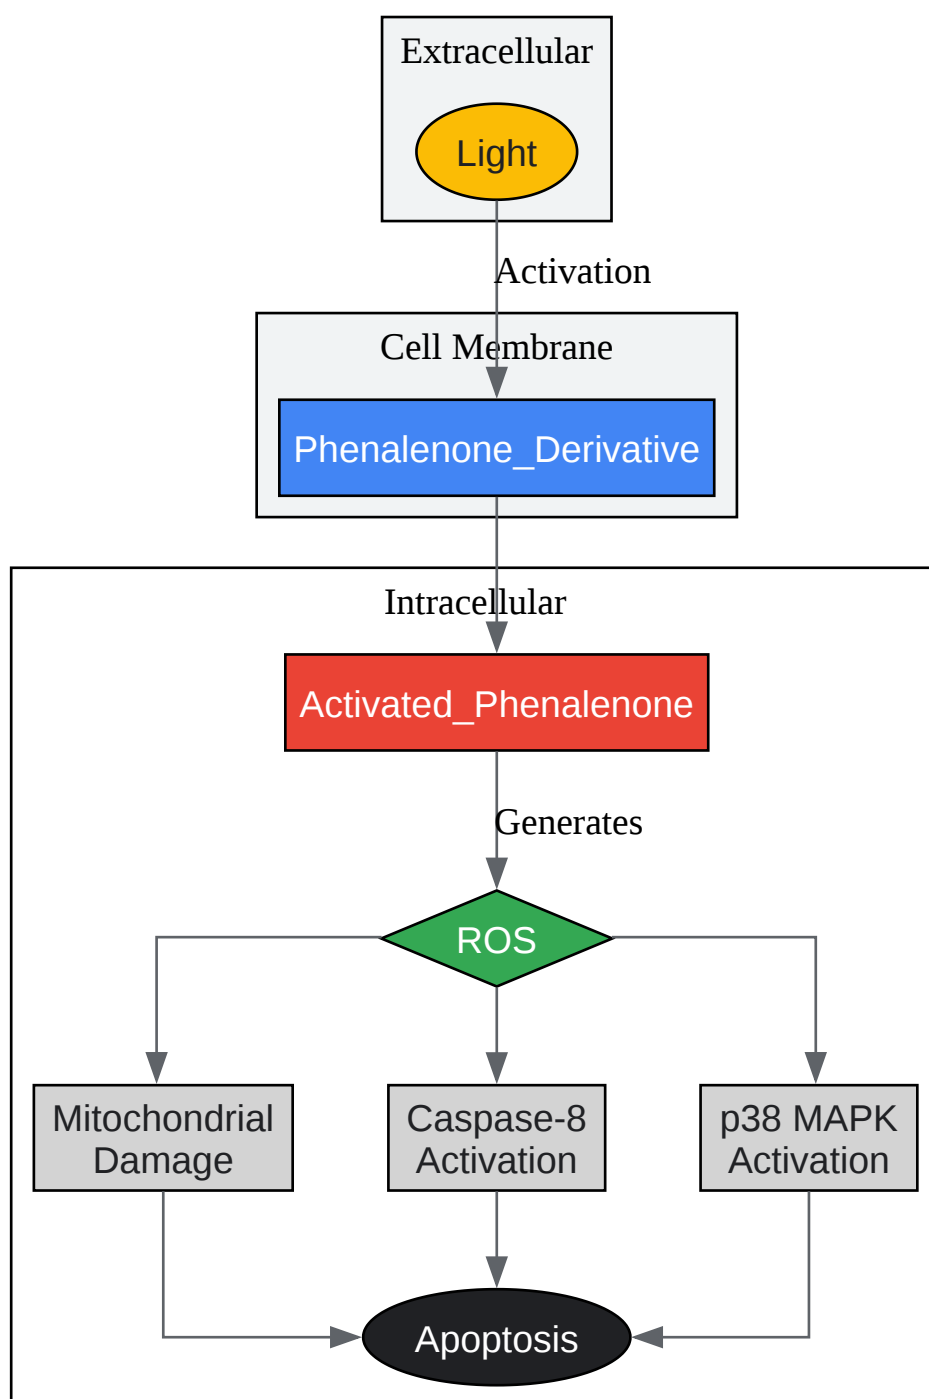 Extracellular
Light
Activation
Cell Membrane
Phenalenone_Derivative
Intracellular
Activated_Phenalenone
Generates
ROS
Mitochondrial
Damage
Caspase-8
Activation
p38 MAPK
Activation
Apoptosis